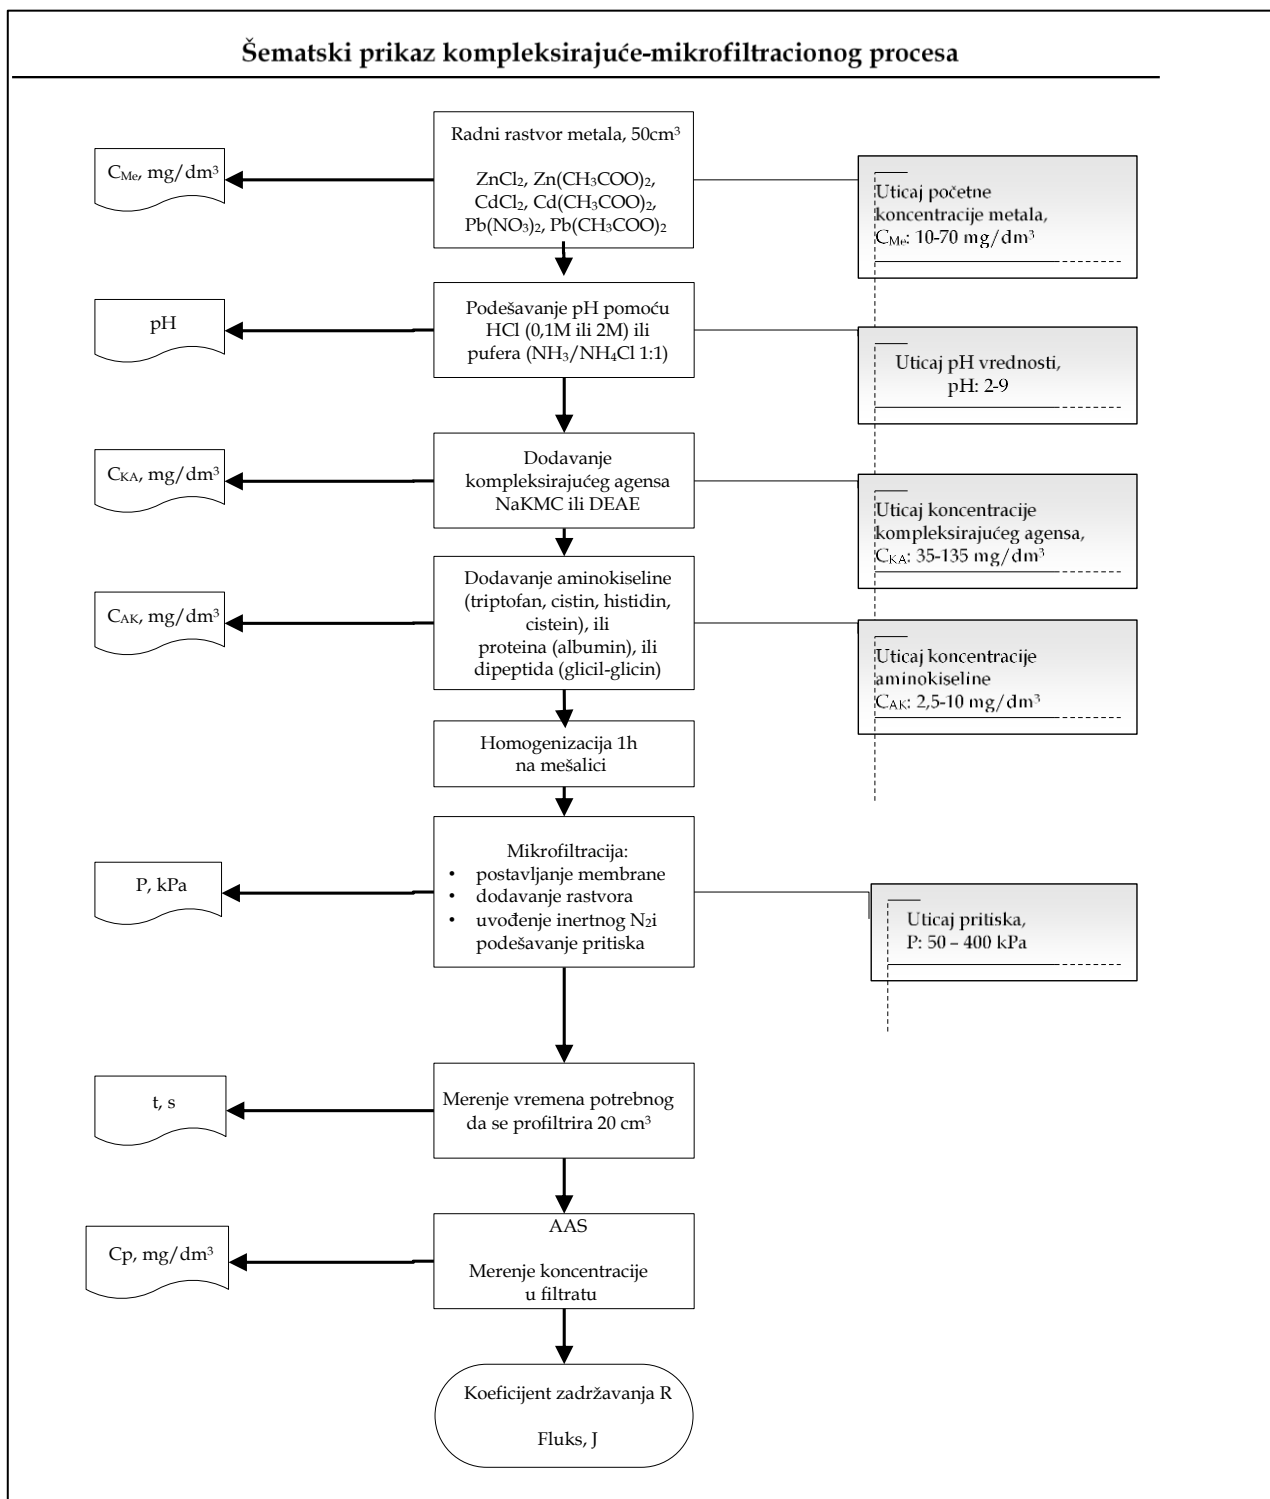 Šematski prikaz kompleksirajuće-mikrofiltracionog procesa
Radni rastvor metala, 50cm³
ZnCl₂, Zn(CH₃COO)₂,
CdCl₂, Cd(CH₃COO)₂,
Pb(NO₃)₂, Pb(CH₃COO)₂
C_Me, mg/dm³
Uticaj početne
koncentracije metala,
C_Me: 10-70 mg/dm³
Podešavanje pH pomoću
HCl (0,1M ili 2M) ili
pufera (NH₃/NH₄Cl 1:1)
pH
Uticaj pH vrednosti,
pH: 2-9
Dodavanje
kompleksirajućeg agensa
NaKMC ili DEAE
C_KA, mg/dm³
Uticaj koncentracije
kompleksirajućeg agensa,
C_KA: 35-135 mg/dm³
Dodavanje aminokiseline
(triptofan, cistin, histidin,
cistein), ili
proteina (albumin), ili
dipeptida (glicil-glicin)
C_AK, mg/dm³
Uticaj koncentracije
aminokiseline
C_AK: 2,5-10 mg/dm³
Homogenizacija 1h
na mešalici
Mikrofiltracija:
• postavljanje membrane
• dodavanje rastvora
• uvođenje inertnog N₂i
podešavanje pritiska
P, kPa
Uticaj pritiska,
P: 50 – 400 kPa
Merenje vremena potrebnog
da se profiltrira 20 cm³
t, s
AAS
Merenje koncentracije
u filtratu
Cp, mg/dm³
Koeficijent zadržavanja R
Fluks, J